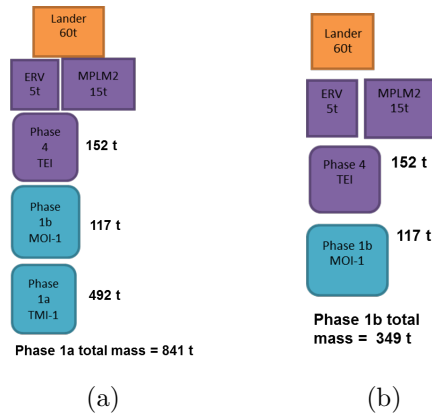 Lander
60t
ERV
5t
MPLM2
15t
Phase
4
TEI
152 t
Phase
1b
MOI-1
117 t
Phase
1a
TMI-1
492 t
Phase 1a total mass = 841 t
(a)
Lander
60t
ERV
5t
MPLM2
15t
Phase 4
TEI
152 t
Phase 1b
MOI-1
117 t
Phase 1b total
mass = 349 t
(b)